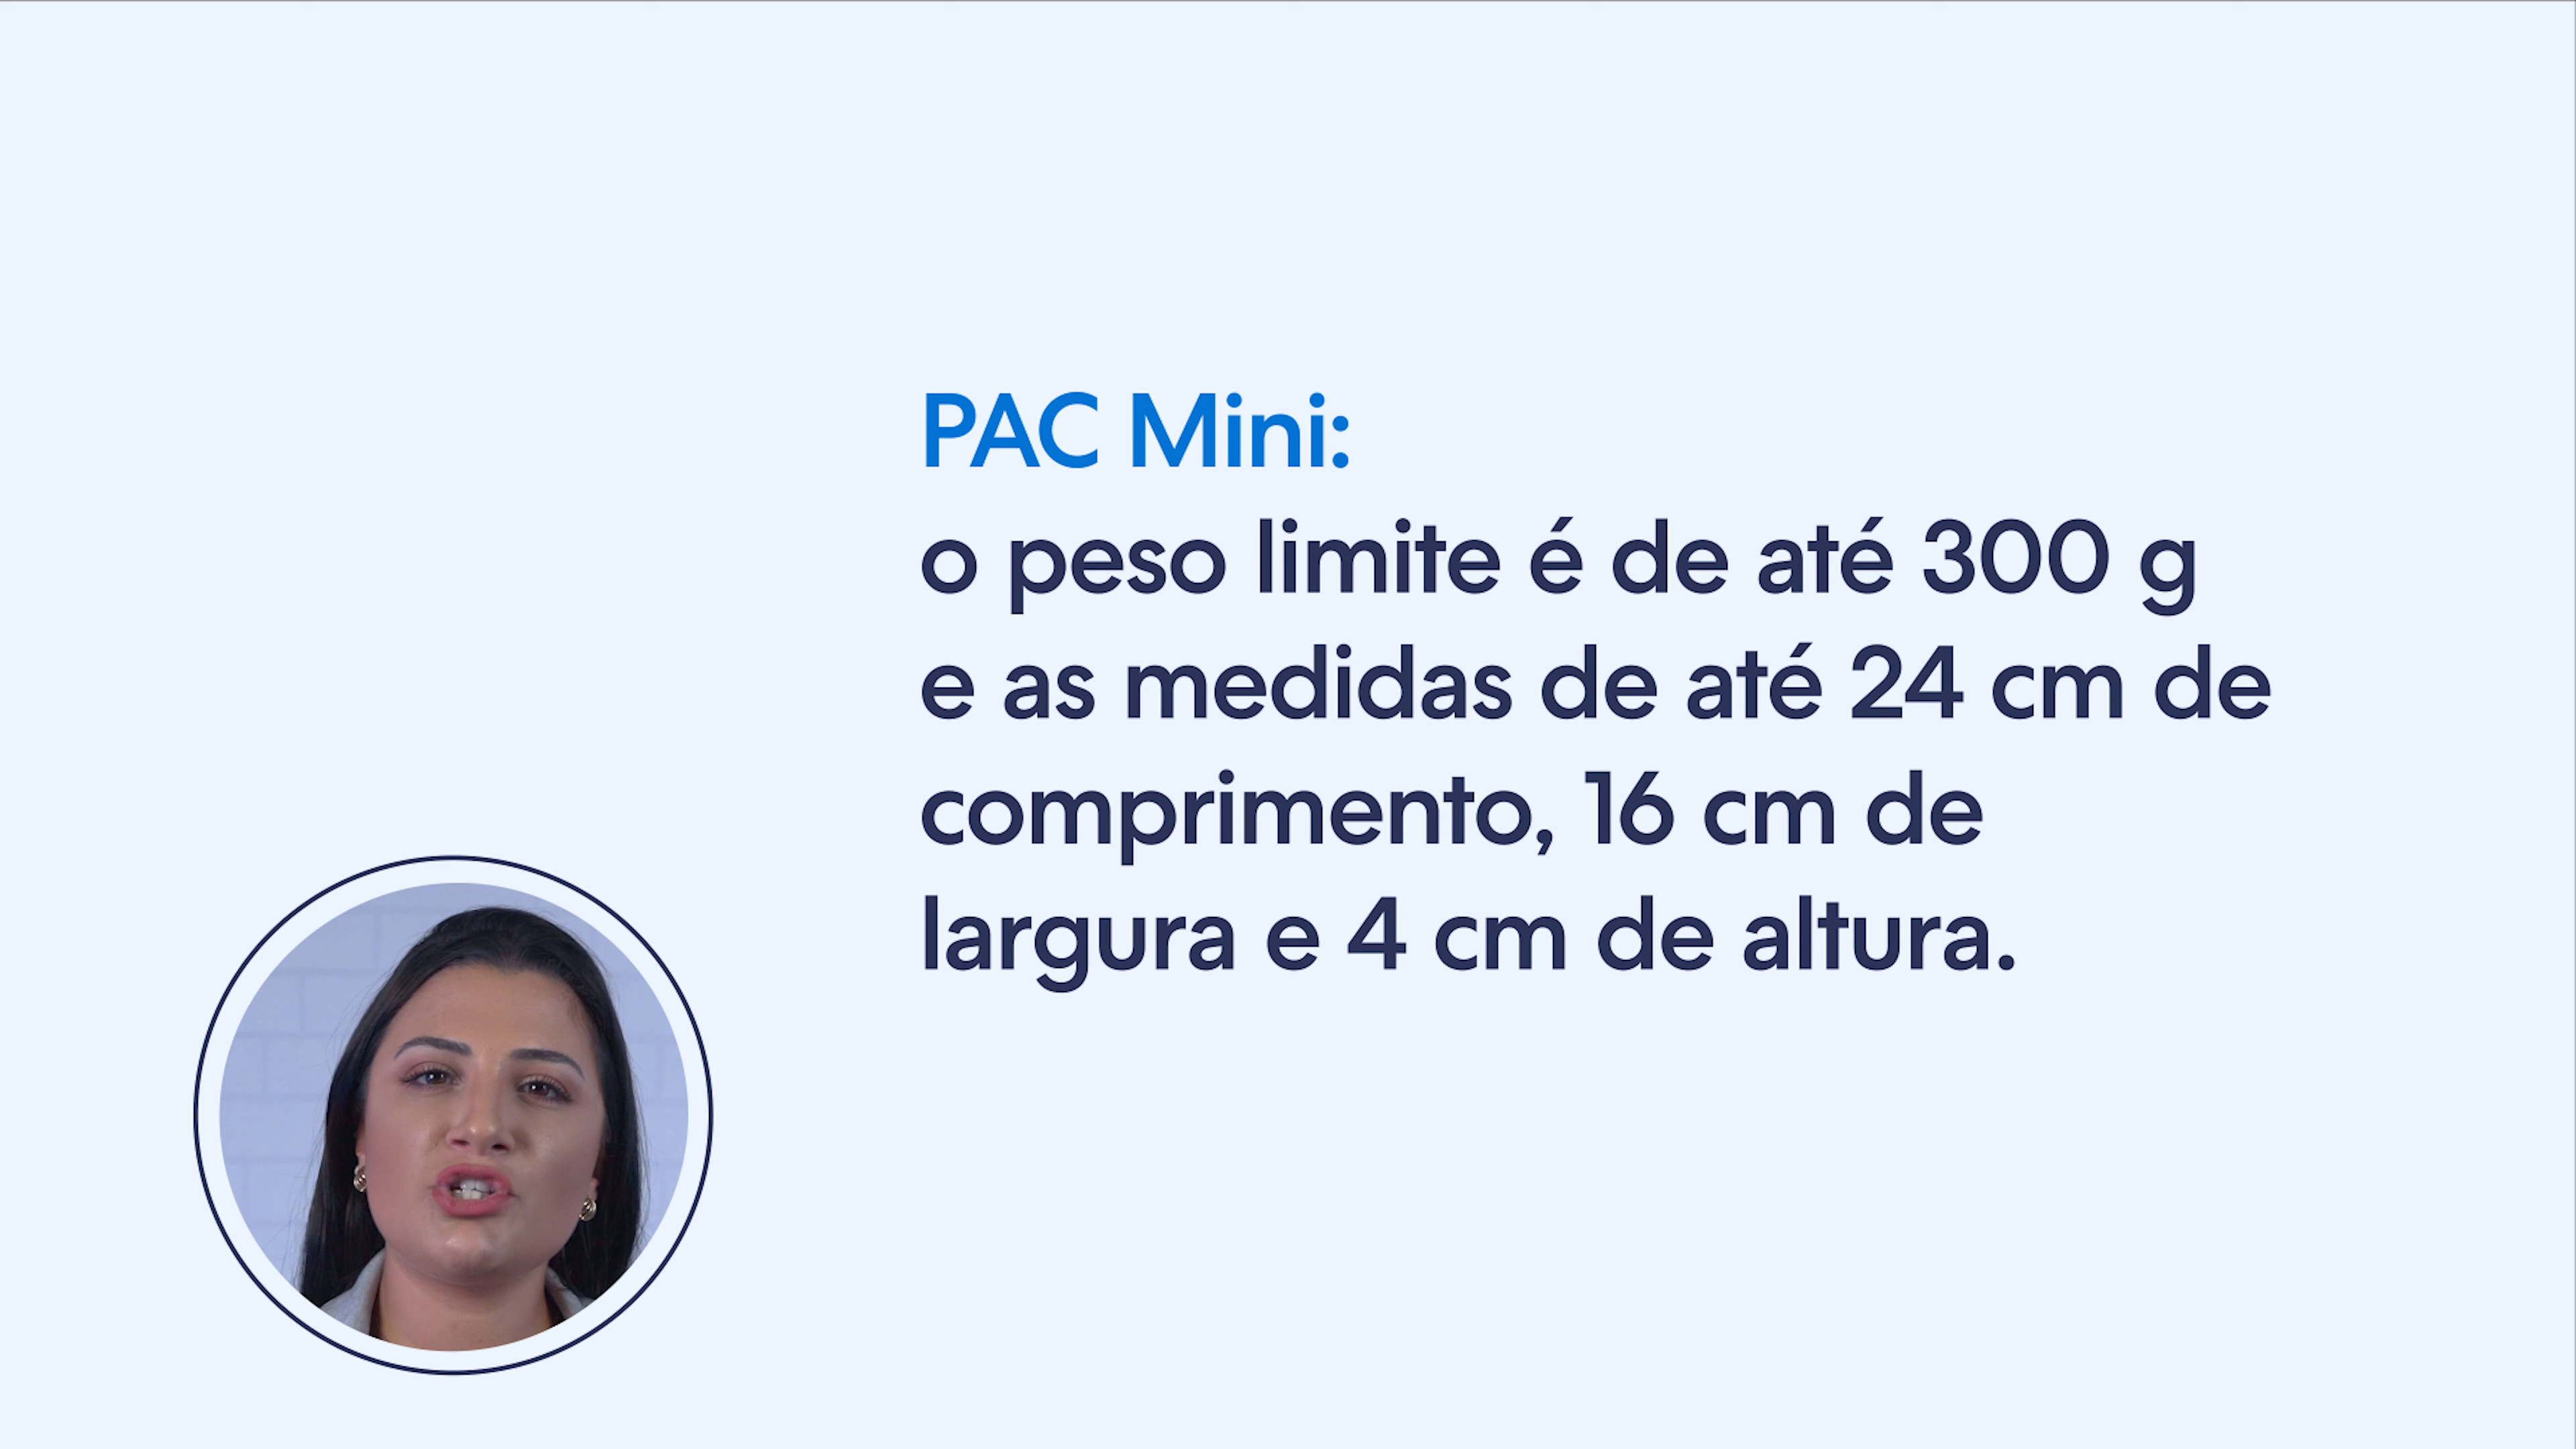 PAC Mini:
o peso limite é de até 300 g
e as medidas de até 24 cm de
comprimento, 16 cm de
largura e 4 cm de altura.